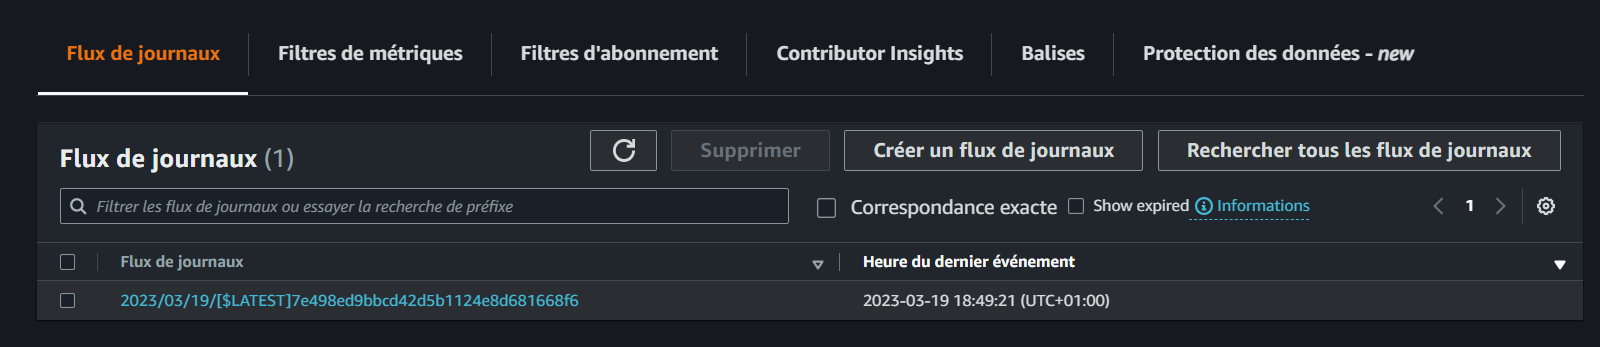 Flux de journaux
Filtres de métriques
Filtres d'abonnement
Contributor Insights
Balises
Protection des données - new
Flux de journaux (1)
Supprimer
Créer un flux de journaux
Rechercher tous les flux de journaux
Filtrer les flux de journaux ou essayer la recherche de préfixe
Correspondance exacte
Show expired
Informations
1
Flux de journaux
Heure du dernier événement
2023/03/19/[$LATEST]7e498ed9bbcd42d5b1124e8d681668f6
2023-03-19 18:49:21 (UTC+01:00)